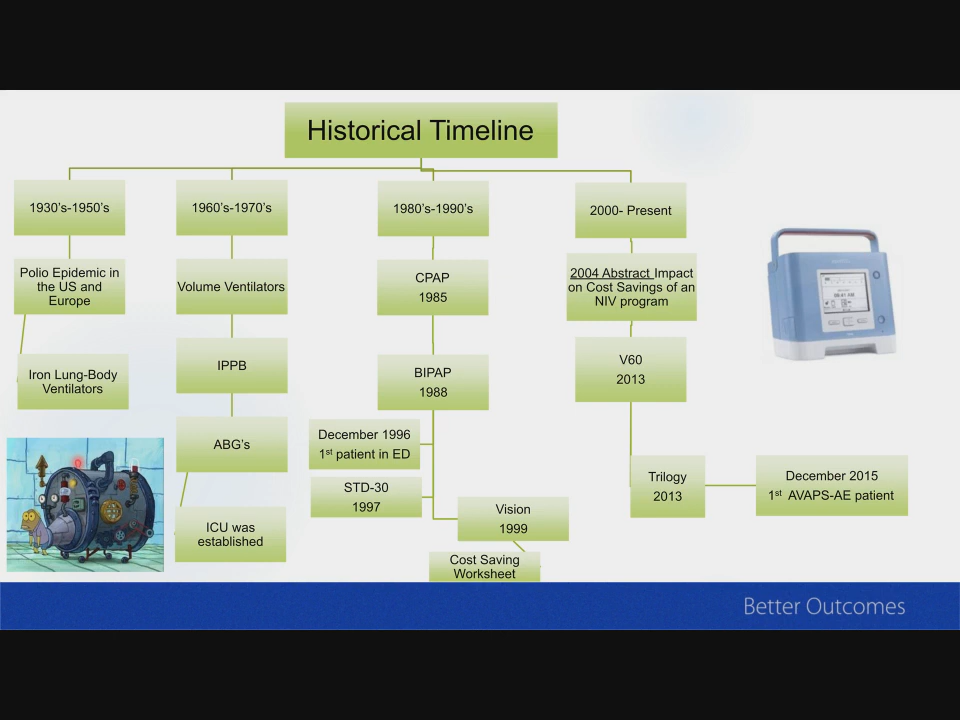 Historical Timeline
1930's-1950's
Polio Epidemic in
the US and
Europe
Iron Lung-Body
Ventilators
1960's-1970's
Volume Ventilators
IPPB
ABG's
ICU was
established
1980's-1990's
CPAP
1985
BIPAP
1988
December 1996
1st patient in ED
STD-30
1997
Vision
1999
Cost Saving
Worksheet
2000- Present
2004 Abstract Impact
on Cost Savings of an
NIV program
V60
2013
Trilogy
2013
December 2015
1st AVAPS-AE patient
Better Outcomes